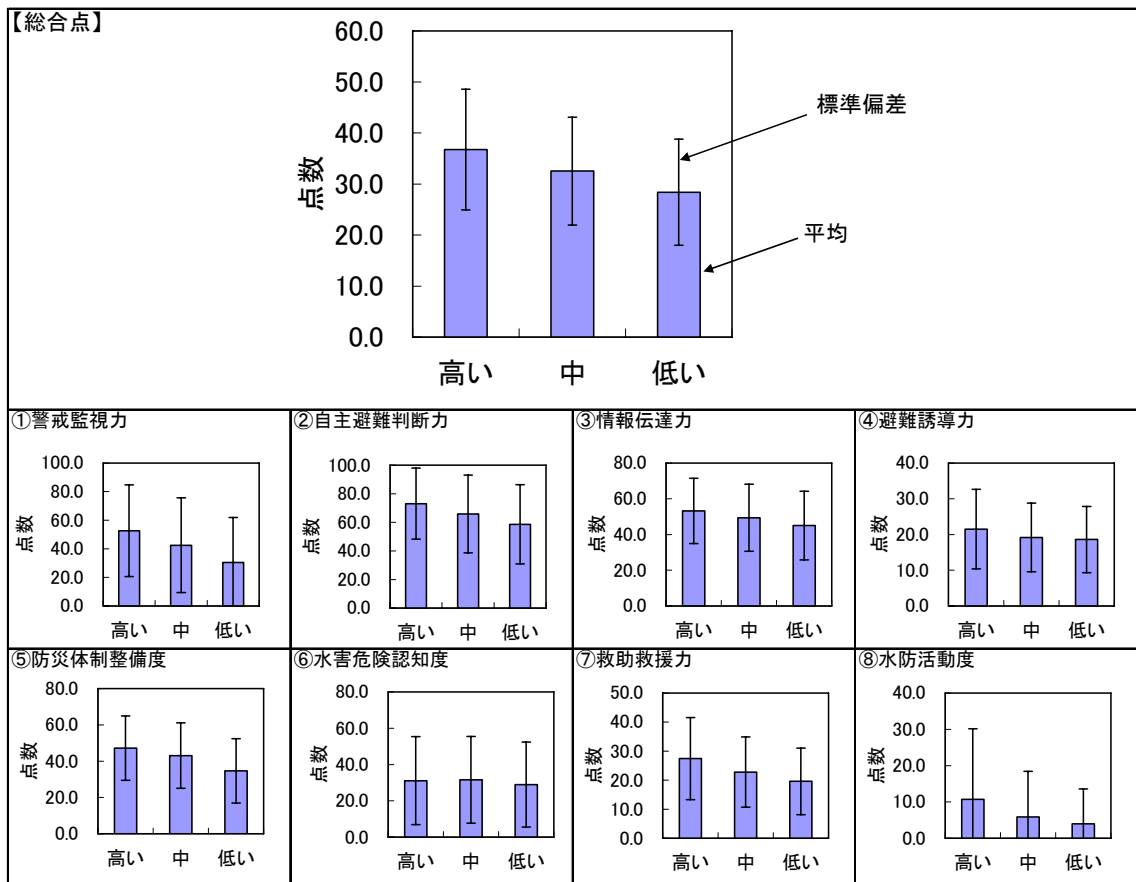 【総合点】
60.0
50.0
40.0
30.0
20.0
10.0
0.0
点数
高い 中 低い
標準偏差
平均
①警戒監視力
100.0
80.0
60.0
40.0
20.0
0.0
点数
高い 中 低い
②自主避難判断力
100.0
80.0
60.0
40.0
20.0
0.0
点数
高い 中 低い
③情報伝達力
80.0
60.0
40.0
20.0
0.0
点数
高い 中 低い
④避難誘導力
40.0
30.0
20.0
10.0
0.0
点数
高い 中 低い
⑤防災体制整備度
80.0
60.0
40.0
20.0
0.0
点数
高い 中 低い
⑥水害危険認知度
80.0
60.0
40.0
20.0
0.0
点数
高い 中 低い
⑦救助救援力
50.0
40.0
30.0
20.0
10.0
0.0
点数
高い 中 低い
⑧水防活動度
40.0
30.0
20.0
10.0
0.0
点数
高い 中 低い